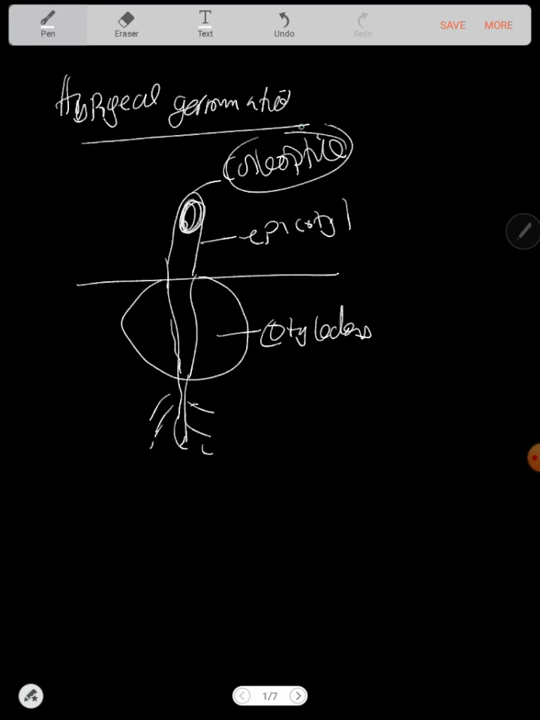 Pen
Eraser
Text
Undo
Redo
SAVE
MORE
Hypogeal germination
Coleoptile
epicotyl
Cotyledons
1/7